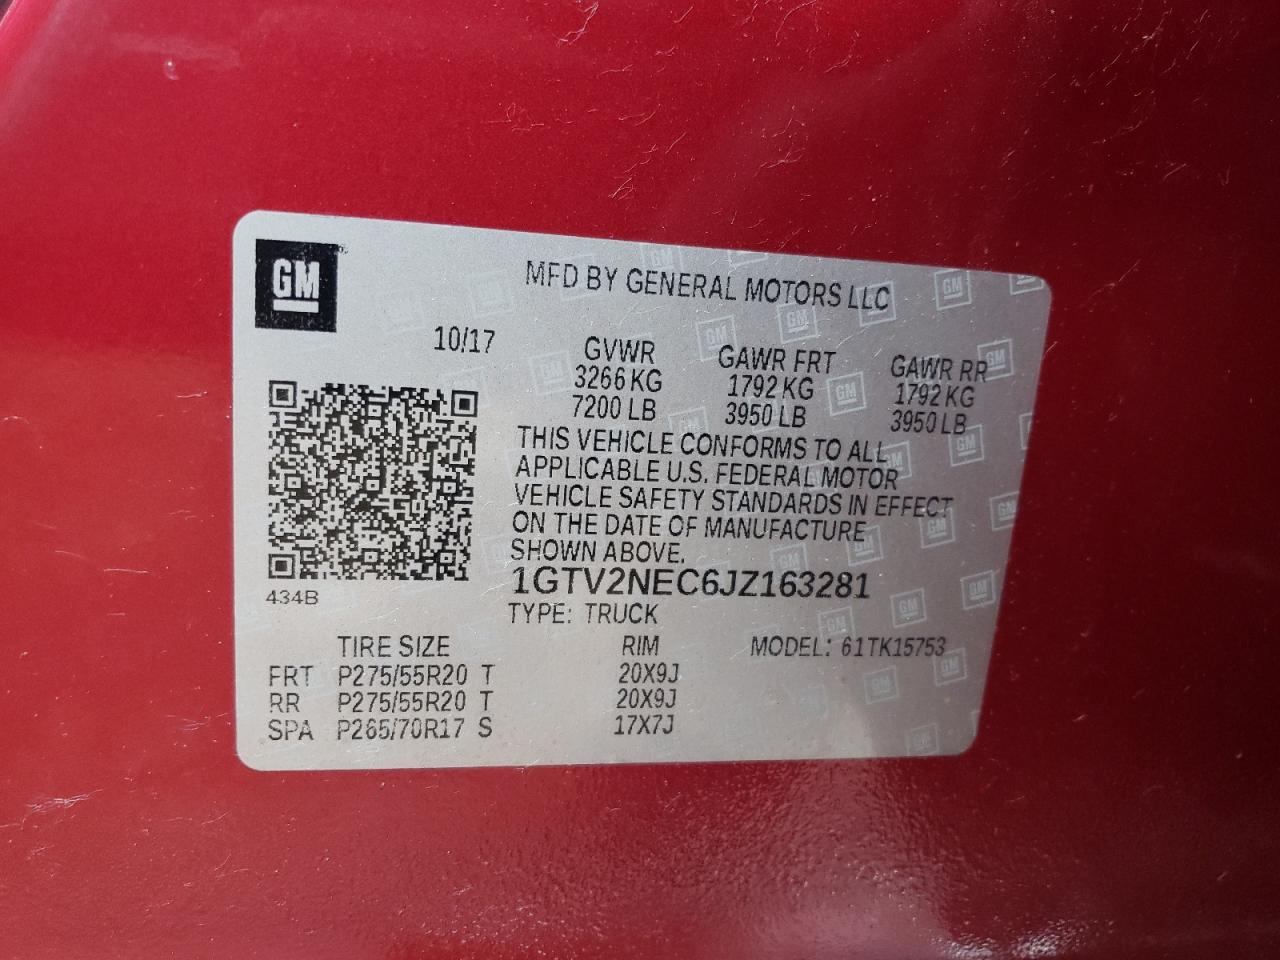 GM
MFD BY GENERAL MOTORS LLC
10/17
GVWR GAWR FRT GAWR RR
3266 KG 1792 KG 1792 KG
7200 LB 3950 LB 3950 LB
THIS VEHICLE CONFORMS TO ALL
APPLICABLE U.S. FEDERAL MOTOR
VEHICLE SAFETY STANDARDS IN EFFECT
ON THE DATE OF MANUFACTURE
SHOWN ABOVE.
434B
1GTV2NEC6JZ163281
TYPE: TRUCK
TIRE SIZE RIM MODEL: 61TK15753
FRT P275/55R20 T 20X9J
RR P275/55R20 T 20X9J
SPA P265/70R17 S 17X7J